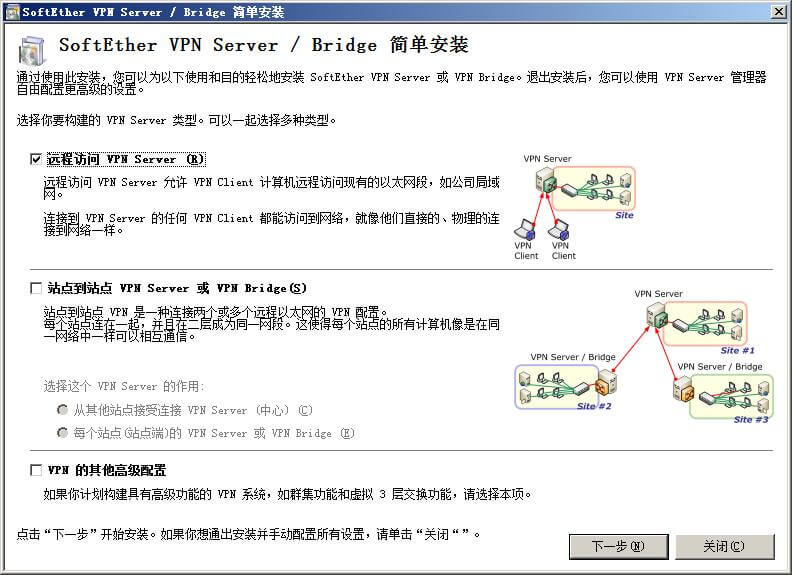 SoftEther VPN Server / Bridge 简单安装
SoftEther VPN Server / Bridge 简单安装
通过使用此安装，您可以为以下使用和目的轻松地安装 SoftEther VPN Server 或 VPN Bridge。退出安装后，您可以使用 VPN Server 管理器
自由配置更高级的设置。
选择你要构建的 VPN Server 类型。可以一起选择多种类型。
远程访问 VPN Server (R)
远程访问 VPN Server 允许 VPN Client 计算机远程访问现有的以太网段，如公司局域
网。
连接到 VPN Server 的任何 VPN Client 都能访问到网络，就像他们直接的、物理的连
接到网络一样。
VPN Server
Site
VPN
Client
VPN
Client
站点到站点 VPN Server 或 VPN Bridge(S)
站点到站点 VPN 是一种连接两个或多个远程以太网的 VPN 配置。
每个站点连在一起，并且在二层成为同一网段。这使得每个站点的所有计算机像是在同
一网络中一样可以相互通信。
选择这个 VPN Server 的作用:
从其他站点接受连接 VPN Server (中心) (C)
每个站点(站点端)的 VPN Server 或 VPN Bridge (E)
VPN Server
Site #1
VPN Server / Bridge
Site #2
VPN Server / Bridge
Site #3
VPN 的其他高级配置
如果你计划构建具有高级功能的 VPN 系统，如群集功能和虚拟 3 层交换功能，请选择本项。
点击“下一步”开始安装。如果你想通出安装并手动配置所有设置，请单击“关闭“”。
下一步(N)
关闭(C)